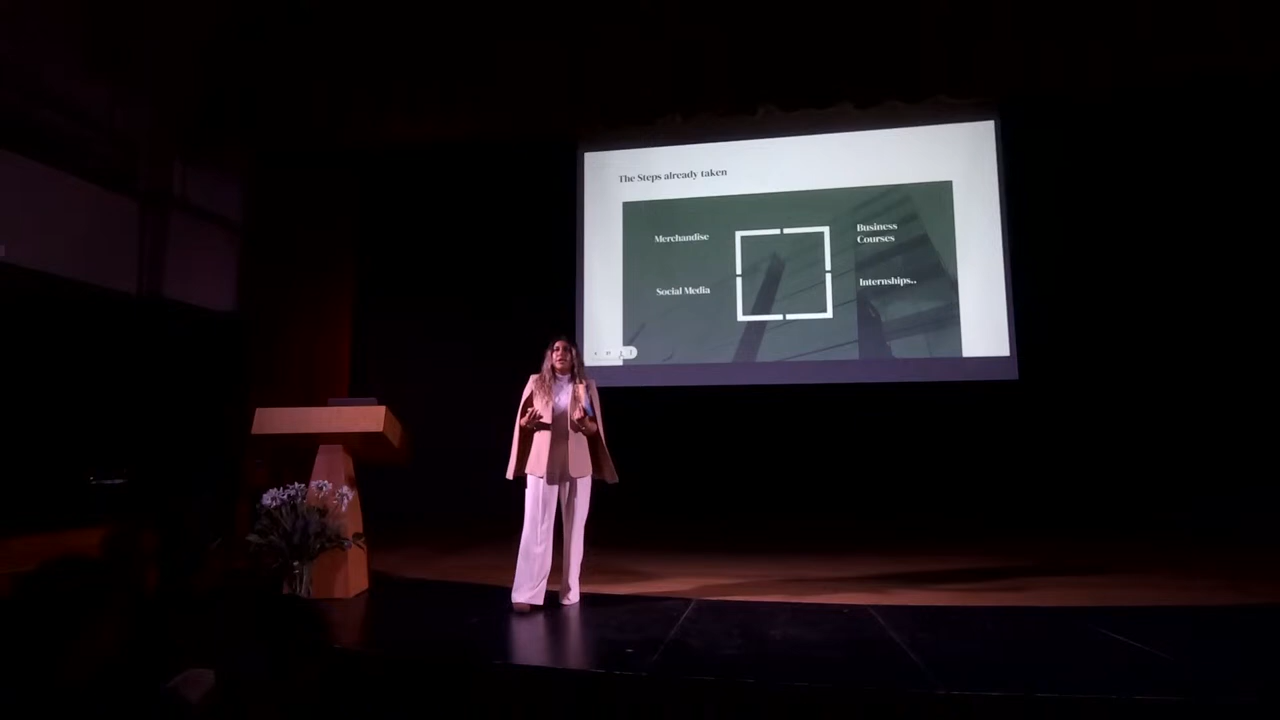 The Steps already taken
Merchandise
Business
Courses
Social Media
Internships..